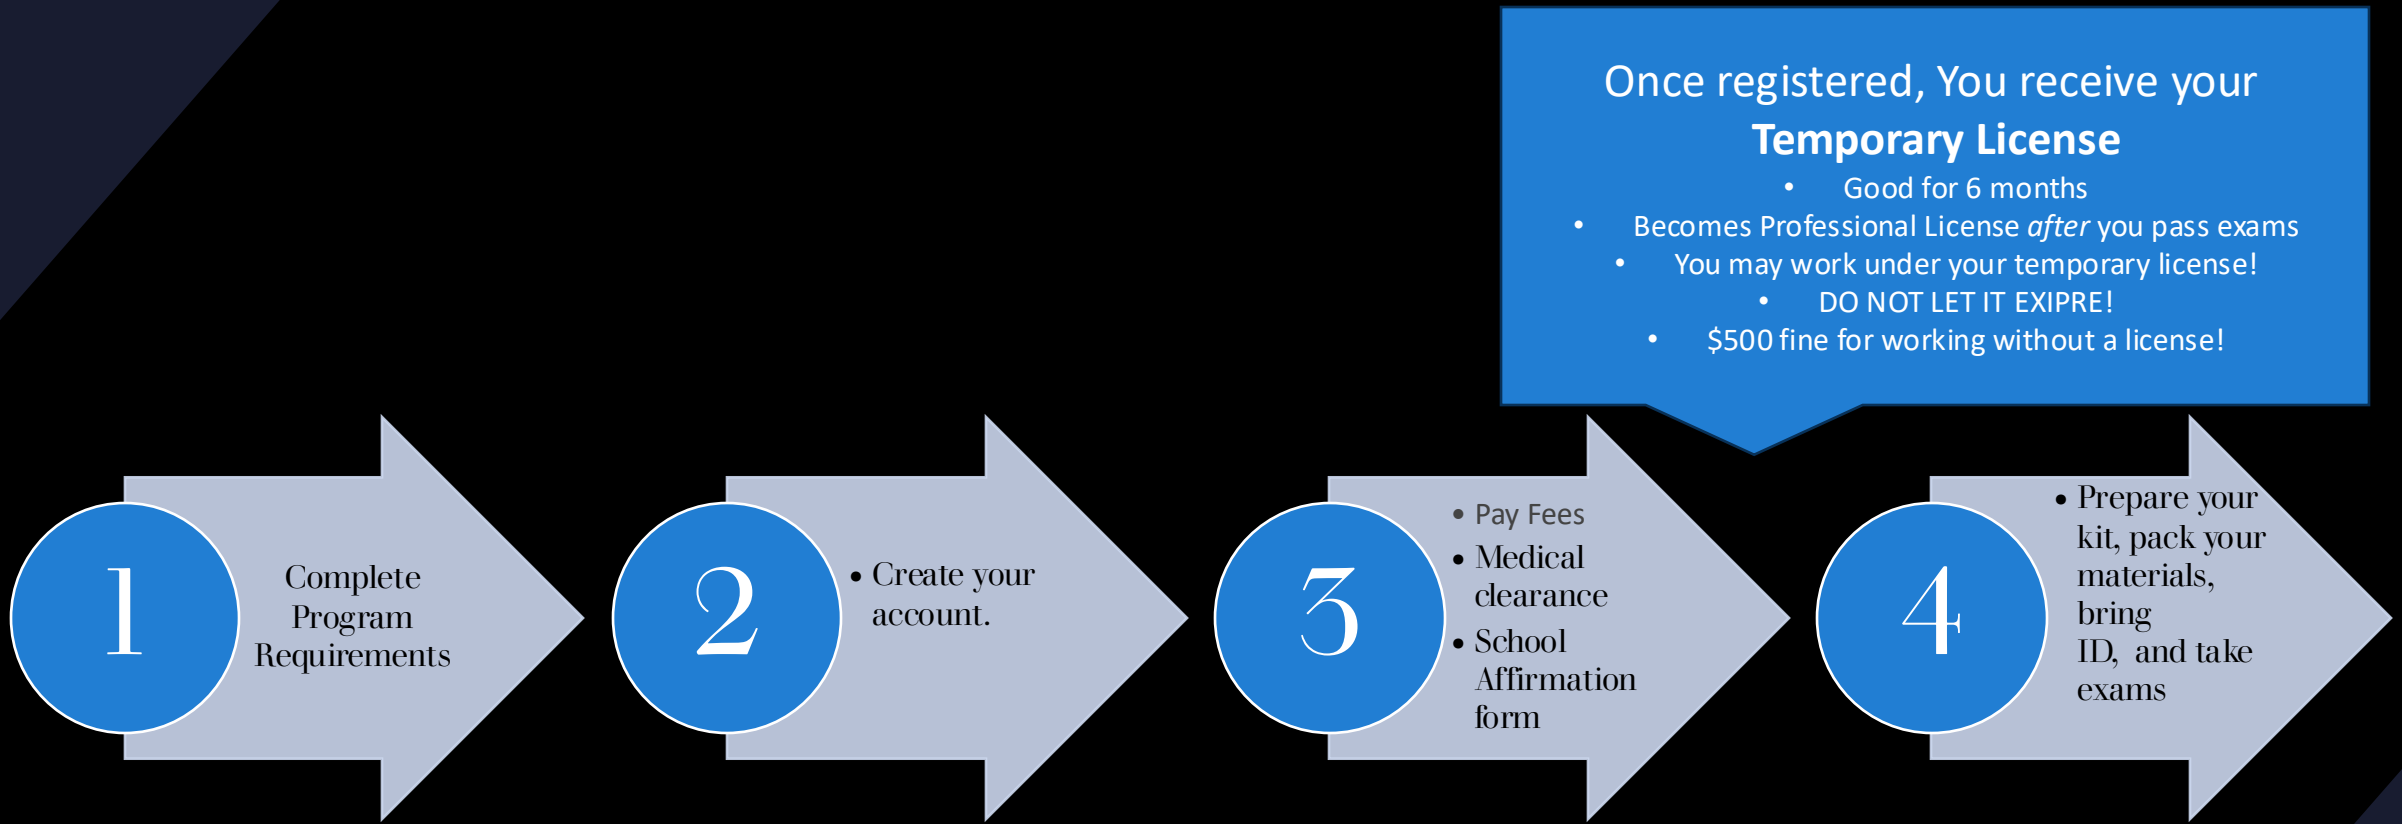 Once registered, You receive your
Temporary License
• Good for 6 months
• Becomes Professional License after you pass exams
• You may work under your temporary license!
• DO NOT LET IT EXIPRE!
• $500 fine for working without a license!
1
Complete
Program
Requirements
2
• Create your
account.
3
• Pay Fees
• Medical
clearance
• School
Affirmation
form
4
• Prepare your
kit, pack your
materials,
bring
ID, and take
exams